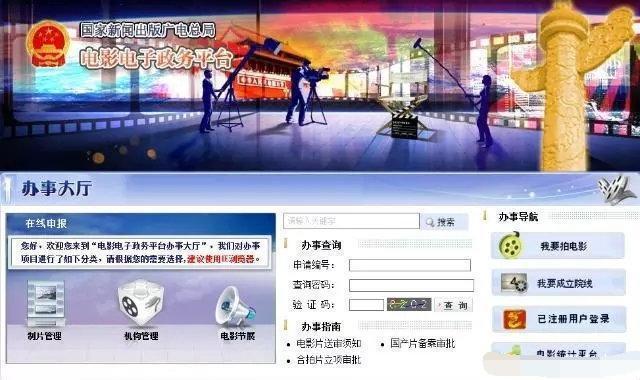 国家新闻出版广电总局
电影电子政务平台
办事大厅
在线申报
您好，欢迎您来到“电影电子政务平台办事大厅”，我们对办事
项目进行了如下分类，请根据您的需要选择,建议使用IE浏览器。
制片管理
机构管理
电影节展
请输入关键字
搜索
办事查询
申请编号：
查询密码：
验 证 码：
8202
查 询
办事指南
电影片送审须知
国产片备案审批
合拍片立项审批
办事导航
我要拍电影
我要成立院线
已注册用户登录
电影统计平台